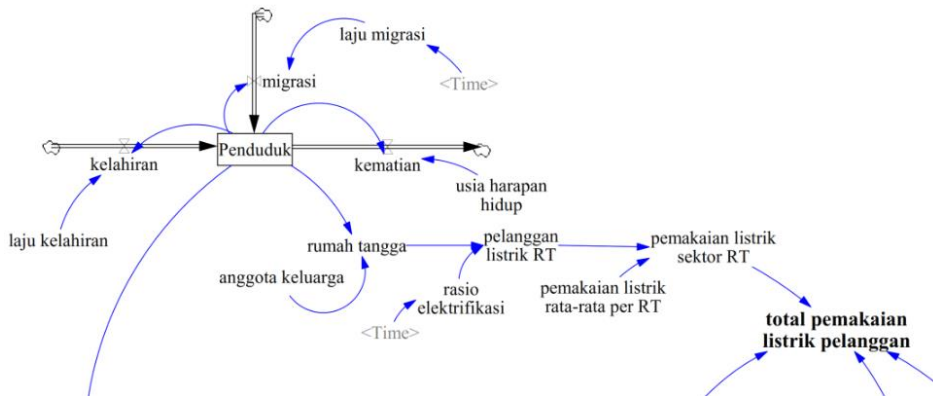 laju migrasi
migrasi
<Time>
Penduduk
kelahiran
kematian
usia harapan
hidup
laju kelahiran
rumah tangga
pelanggan
listrik RT
pemakaian listrik
sektor RT
anggota keluarga
rasio
elektrifikasi
pemakaian listrik
rata-rata per RT
<Time>
total pemakaian
listrik pelanggan